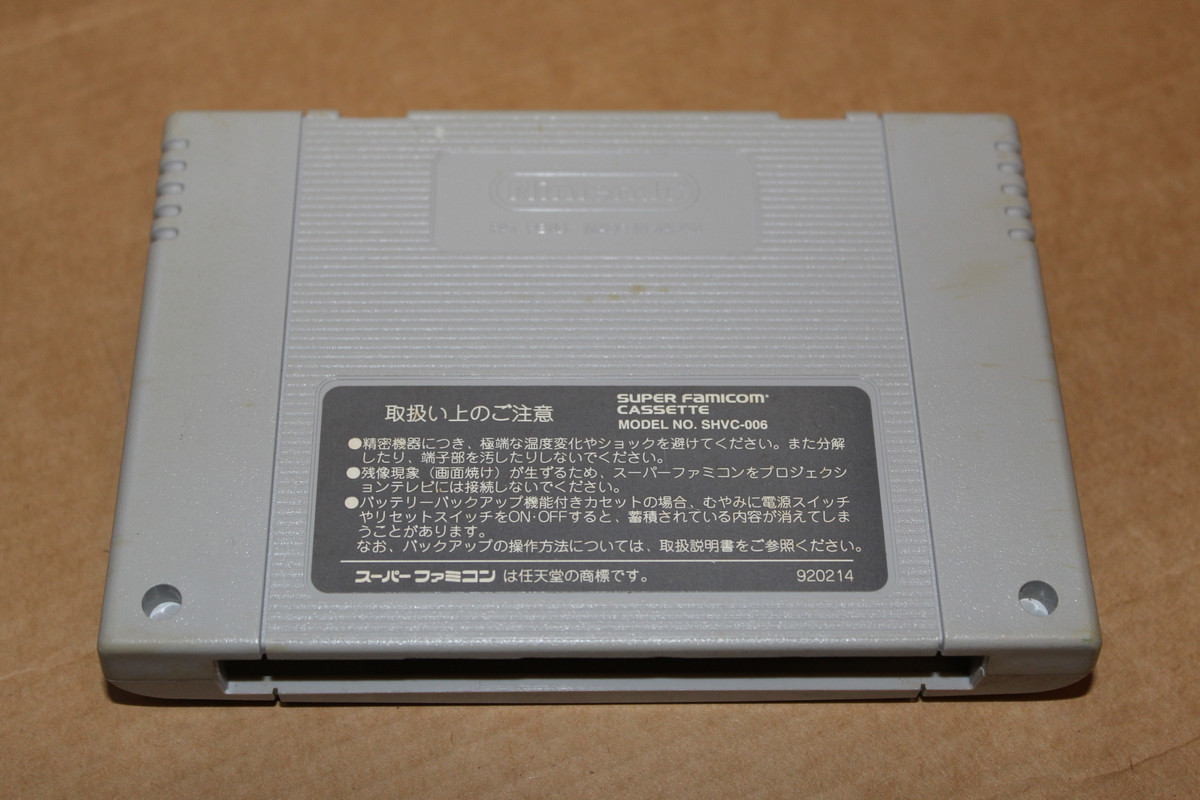 Nintendo
取扱い上のご注意
SUPER FAMICOM
CASSETTE
MODEL NO. SHVC-006
●精密機器につき、極端な温度変化やショックを避けてください。また分解
したり、端子部を汚したりしないでください。
●残像現象（画面焼け）が生ずるため、スーパーファミコンをプロジェクシ
ョンテレビには接続しないでください。
●バッテリーバックアップ機能付きカセットの場合、むやみに電源スイッチ
やリセットスイッチをON·OFFすると、蓄積されている内容が消えてしま
うことがあります。
なお、バックアップの操作方法については、取扱説明書をご参照ください。
スーパーファミコン は任天堂の商標です。
920214